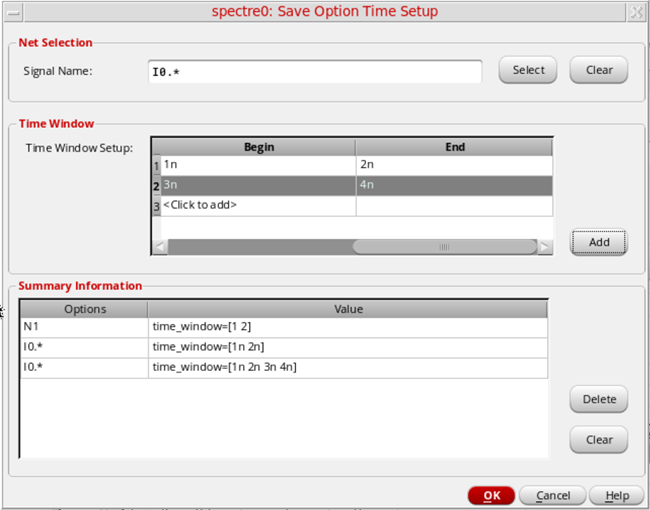 spectre0: Save Option Time Setup
Net Selection
Signal Name: I0.* Select Clear
Time Window
Time Window Setup: Begin End
1 1n 2n
2 3n 4n
3 <Click to add>
Add
Summary Information
Options Value
N1 time_window=[1 2]
I0.* time_window=[1n 2n]
I0.* time_window=[1n 2n 3n 4n]
Delete
Clear
OK Cancel Help